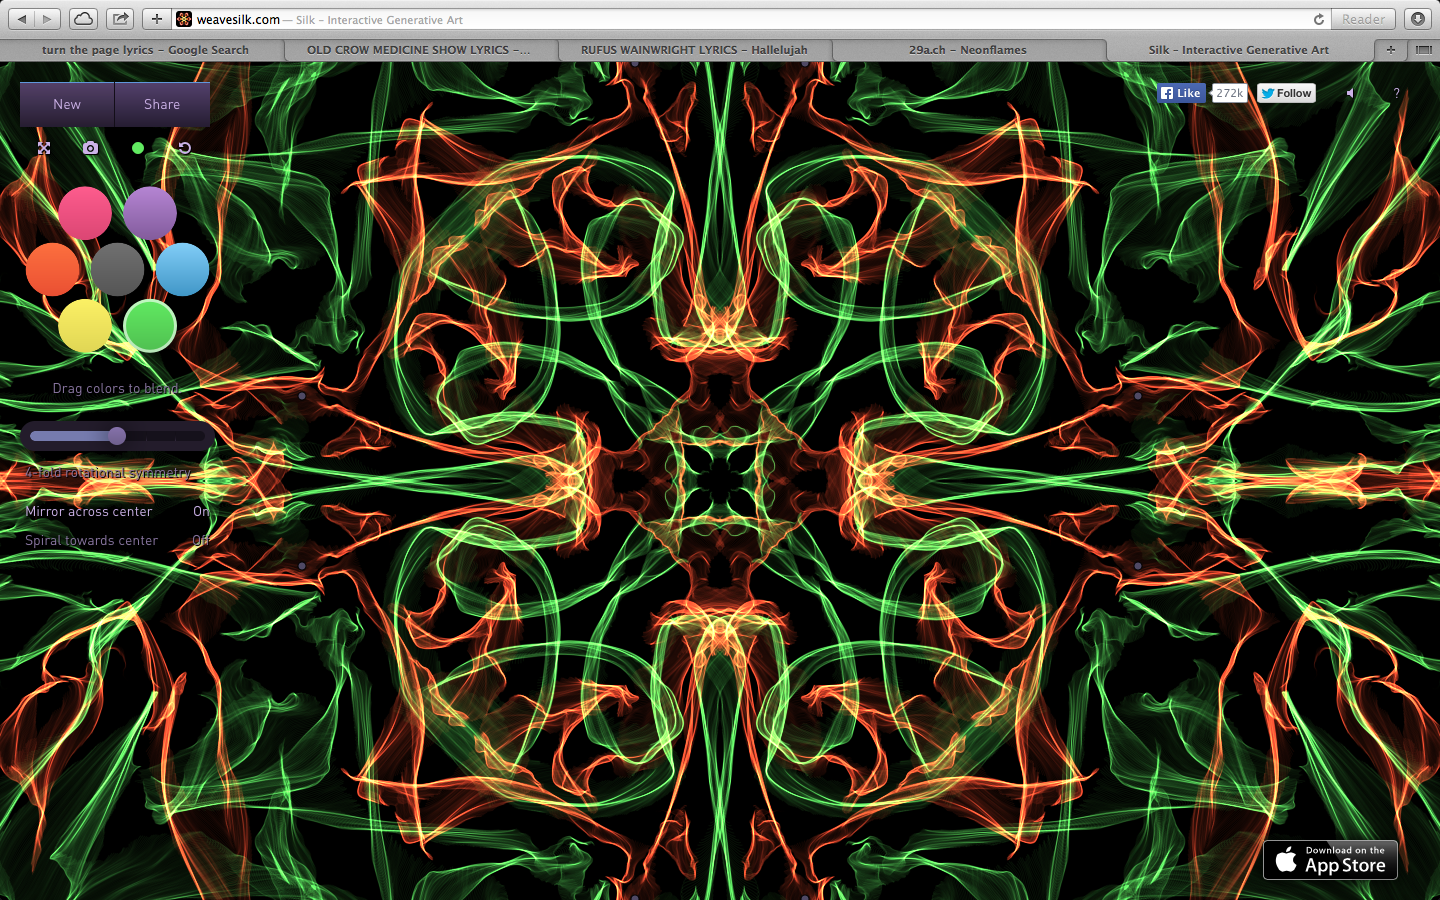 weavesilk.com — Silk – Interactive Generative Art
Reader
turn the page lyrics – Google Search
OLD CROW MEDICINE SHOW LYRICS –...
RUFUS WAINWRIGHT LYRICS – Hallelujah
29a.ch – Neonflames
Silk – Interactive Generative Art
New
Share
Like
272k
Follow
?
Drag colors to blend
4-fold rotational symmetry
Mirror across center On
Spiral towards center Off
Download on the
App Store